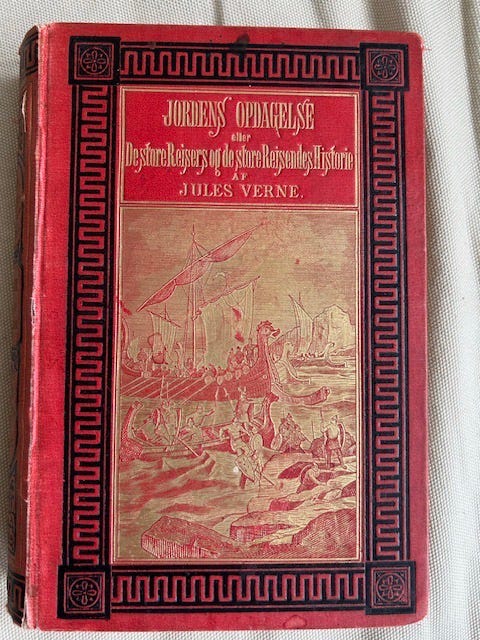 JORDENS OPDAGELSE
eller
De store Rejsers og de store Rejsendes Historie
AF
JULES VERNE.